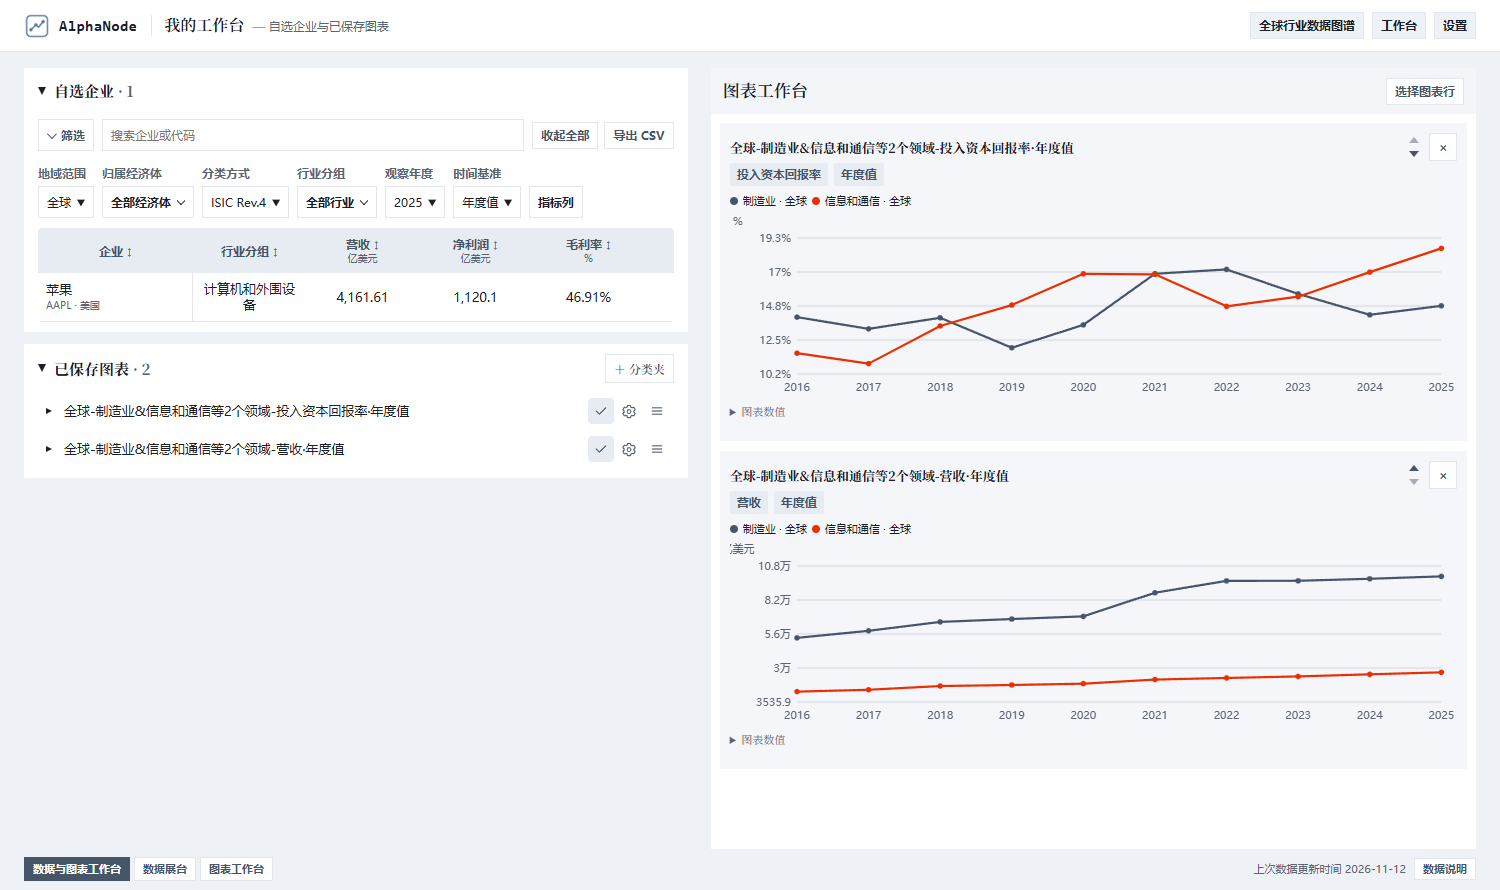 AlphaNode 我的工作台 — 自选企业与已保存图表 全球行业数据图谱 工作台 设置
自选企业 · 1
筛选 搜索企业或代码 收起全部 导出 CSV
地域范围 归属经济体 分类方式 行业分组 观察年度 时间基准
全球 全部经济体 ISIC Rev.4 全部行业 2025 年度值 指标列
企业 行业分组 营收 亿美元 净利润 亿美元 毛利率 %
苹果 AAPL · 美国 计算机和外围设备 4,161.61 1,120.1 46.91%
已保存图表 · 2 分类夹
全球-制造业&信息和通信等2个领域-投入资本回报率·年度值
全球-制造业&信息和通信等2个领域-营收·年度值
图表工作台 选择图表行
全球-制造业&信息和通信等2个领域-投入资本回报率·年度值 ×
投入资本回报率 年度值
制造业 · 全球 信息和通信 · 全球
%
19.3%
17%
14.8%
12.5%
10.2%
2016 2017 2018 2019 2020 2021 2022 2023 2024 2025
图表数值
全球-制造业&信息和通信等2个领域-营收·年度值 ×
营收 年度值
制造业 · 全球 信息和通信 · 全球
美元
10.8万
8.2万
5.6万
3万
3535.9
2016 2017 2018 2019 2020 2021 2022 2023 2024 2025
图表数值
数据与图表工作台 数据展台 图表工作台 上次数据更新时间 2026-11-12 数据说明